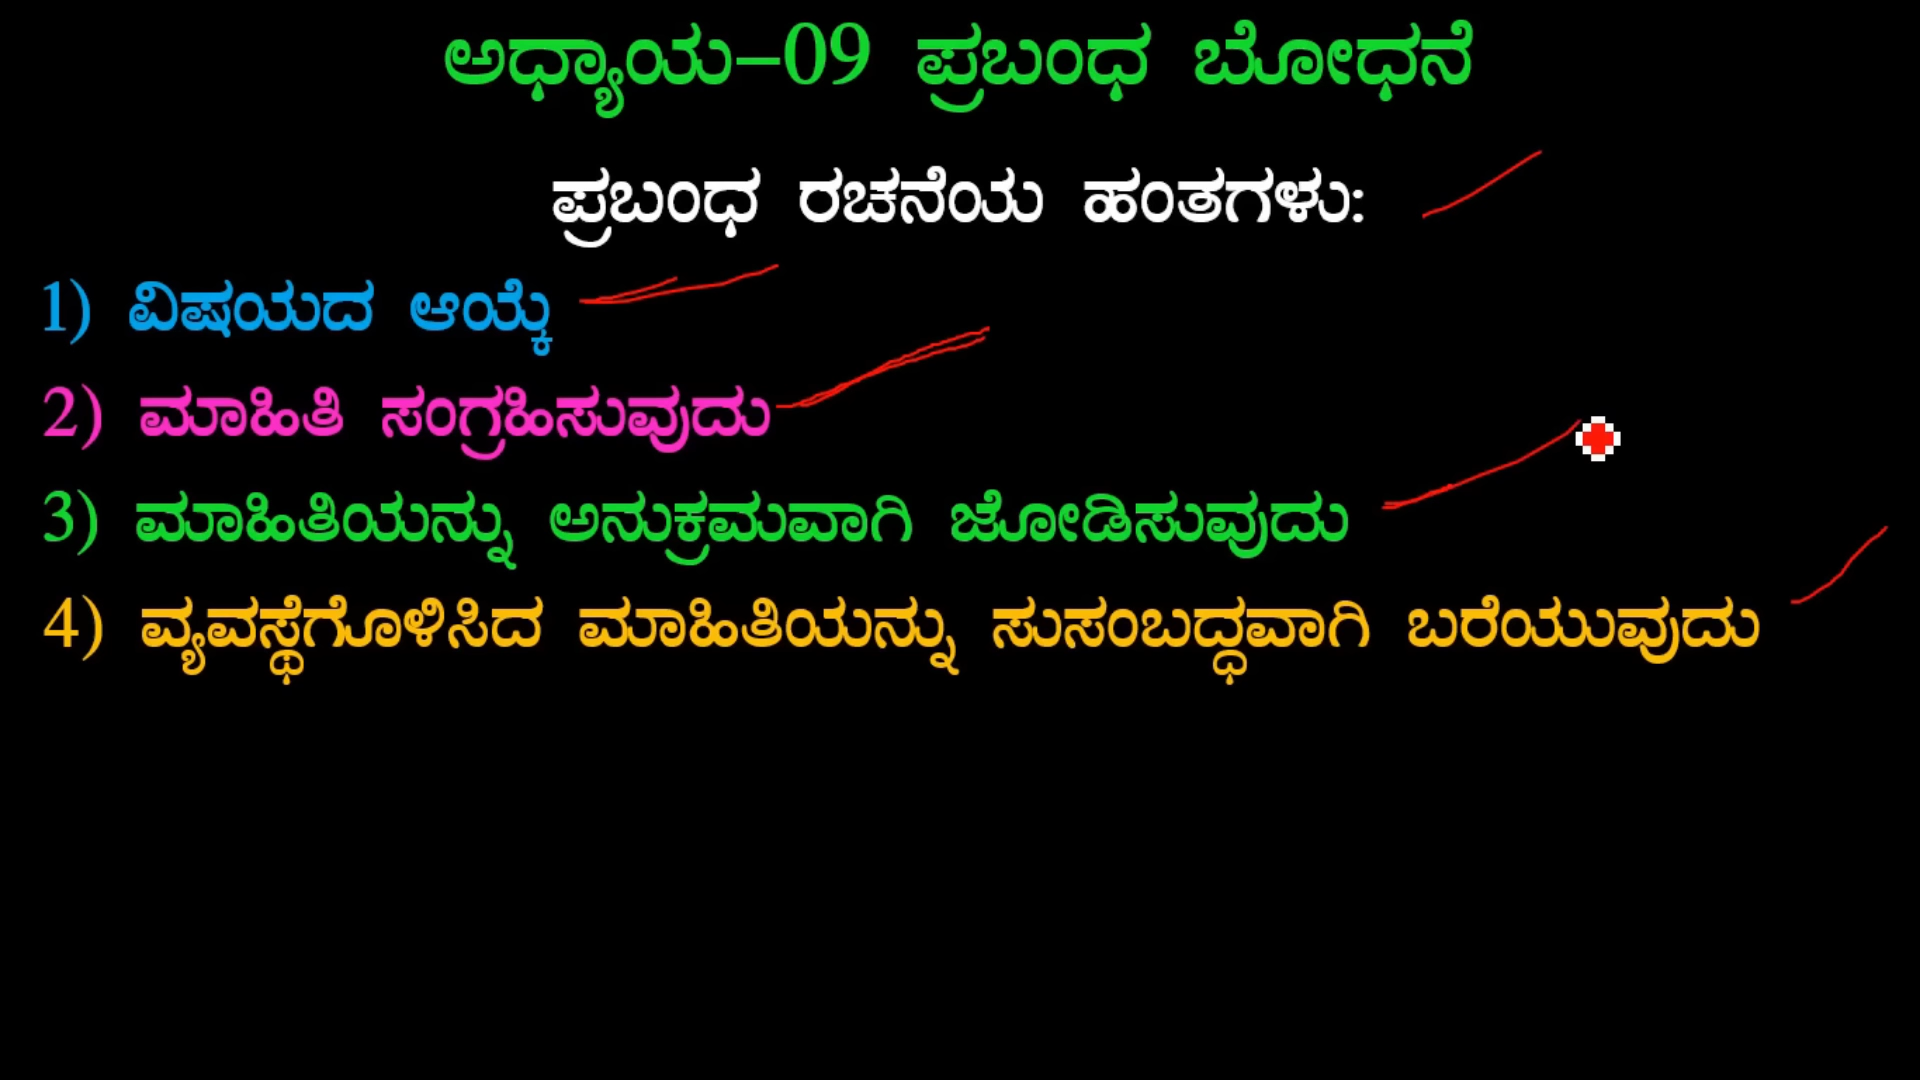 ಅಧ್ಯಾಯ–09 ಪ್ರಬಂಧ ಬೋಧನೆ
ಪ್ರಬಂಧ ರಚನೆಯ ಹಂತಗಳು:
1) ವಿಷಯದ ಆಯ್ಕೆ
2) ಮಾಹಿತಿ ಸಂಗ್ರಹಿಸುವುದು
3) ಮಾಹಿತಿಯನ್ನು ಅನುಕ್ರಮವಾಗಿ ಜೋಡಿಸುವುದು
4) ವ್ಯವಸ್ಥೆಗೊಳಿಸಿದ ಮಾಹಿತಿಯನ್ನು ಸುಸಂಬದ್ಧವಾಗಿ ಬರೆಯುವುದು